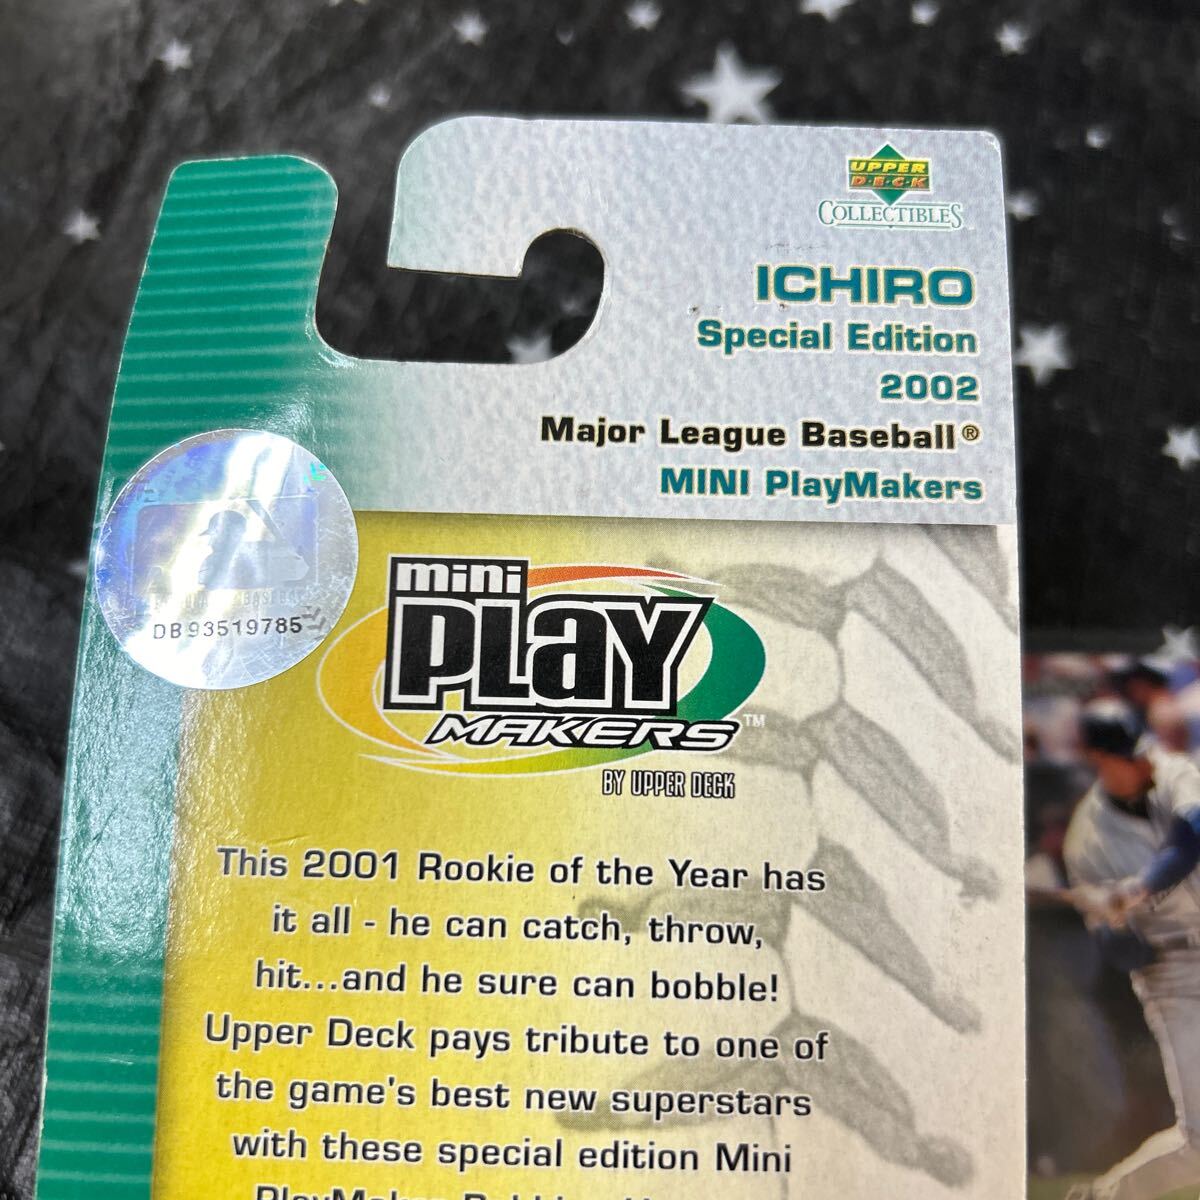 UPPER
D·E·C·K
COLLECTIBLES
ICHIRO
Special Edition
2002
Major League Baseball®
MINI PlayMakers
DB93519785
mini
PLAY
MAKERS™
BY UPPER DECK
This 2001 Rookie of the Year has
it all - he can catch, throw,
hit...and he sure can bobble!
Upper Deck pays tribute to one of
the game's best new superstars
with these special edition Mini
PlayMaker